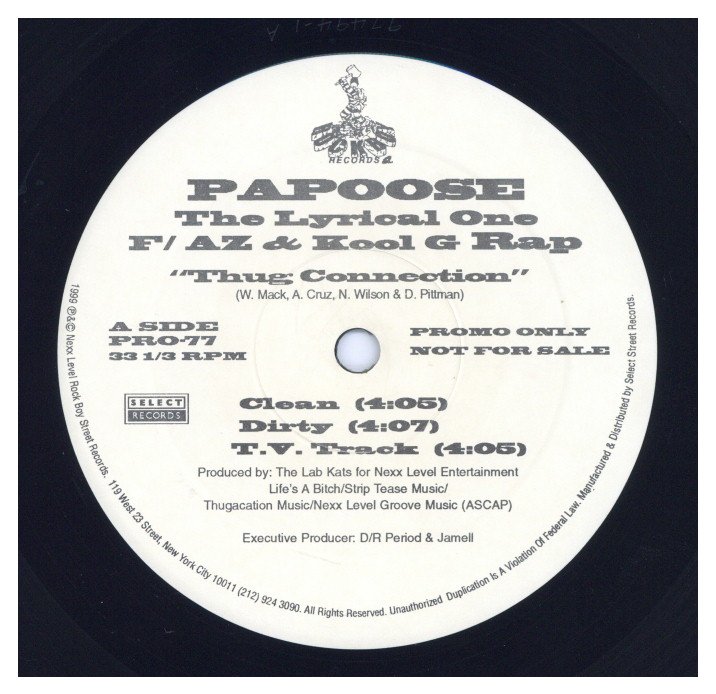 A 1-49477
RECORDS
PAPOOSE
The Lyrical One
F/ AZ & Kool G Rap
"Thug Connection"
(W. Mack, A. Cruz, N. Wilson & D. Pittman)
A SIDE
PRO-77
33 1/3 RPM
PROMO ONLY
NOT FOR SALE
SELECT
RECORDS
Clean (4:05)
Dirty (4:07)
T.V. Track (4:05)
Produced by: The Lab Kats for Nexx Level Entertainment
Life's A Bitch/Strip Tease Music/
Thugacation Music/Nexx Level Groove Music (ASCAP)
Executive Producer: D/R Period & Jamell
1999 ℗&© Nexx Level Rock Boy Street Records. 119 West 23 Street, New York City 10011 (212) 924 3090. All Rights Reserved. Unauthorized Duplication Is A Violation Of Federal Law. Manufactured & Distributed by Select Street Records.